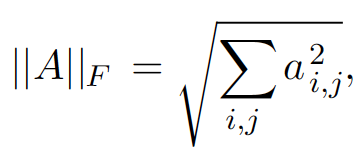 ||A||_F = \sqrt{\sum_{i,j} a_{i,j}^2},